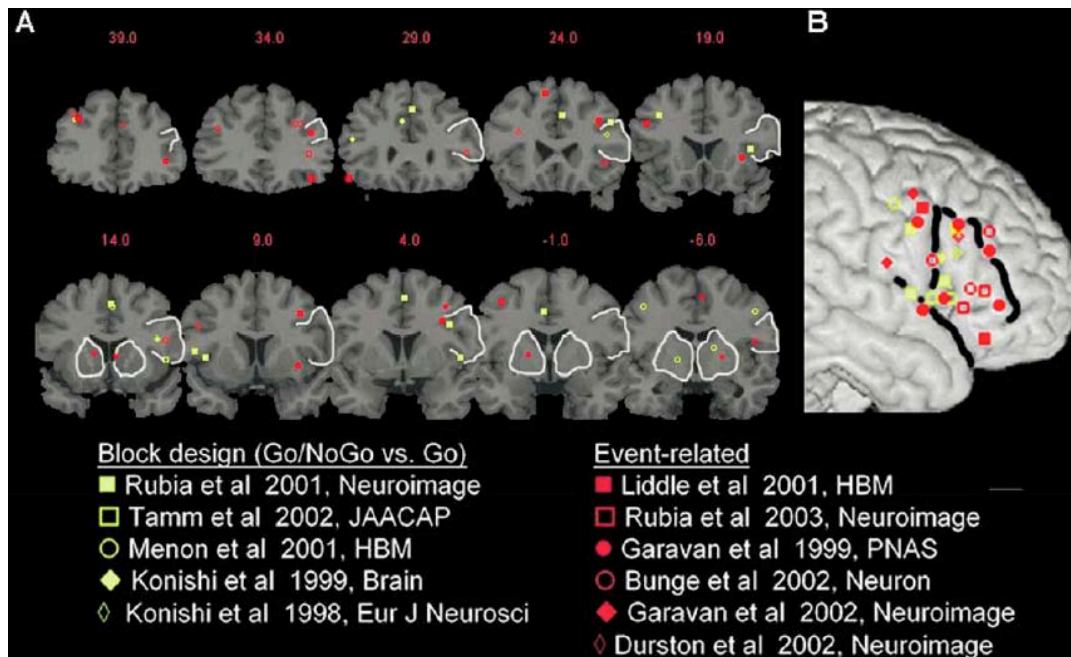 A
B
39.0 34.0 29.0 24.0 19.0
14.0 9.0 4.0 -1.0 -6.0
Block design (Go/NoGo vs. Go)
Rubia et al 2001, Neuroimage
Tamm et al 2002, JAACAP
Menon et al 2001, HBM
Konishi et al 1999, Brain
Konishi et al 1998, Eur J Neurosci
Event-related
Liddle et al 2001, HBM
Rubia et al 2003, Neuroimage
Garavan et al 1999, PNAS
Bunge et al 2002, Neuron
Garavan et al 2002, Neuroimage
Durston et al 2002, Neuroimage